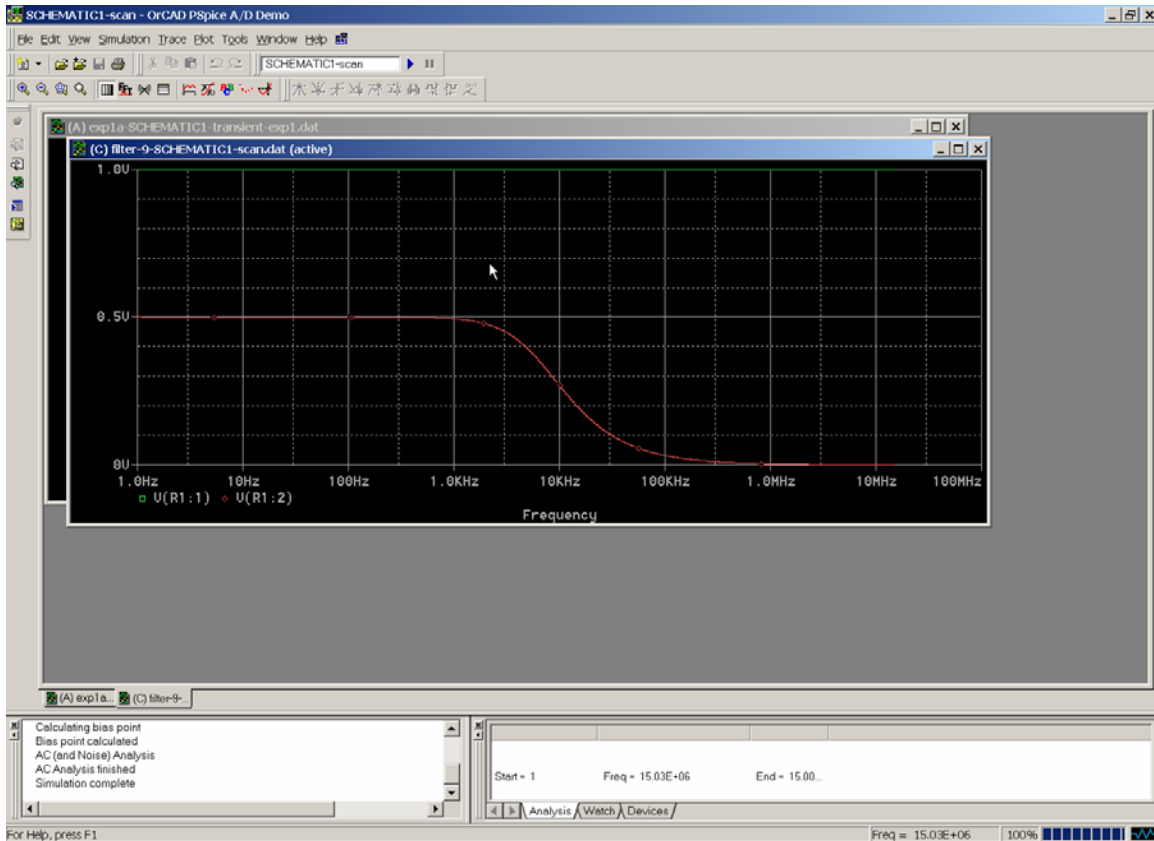 SCHEMATIC1-scan - OrCAD PSpice A/D Demo
File Edit View Simulation Trace Plot Tools Window Help
SCHEMATIC1-scan
(A) exp1a-SCHEMATIC1-transient-exp1.dat
(C) filter-9-SCHEMATIC1-scan.dat (active)
1.0V
0.5V
0V
1.0Hz 10Hz 100Hz 1.0KHz 10KHz 100KHz 1.0MHz 10MHz 100MHz
V(R1:1) V(R1:2)
Frequency
(A) exp1a... (C) filter-9-...
Calculating bias point
Bias point calculated
AC (and Noise) Analysis
AC Analysis finished
Simulation complete
Start = 1 Freq = 15.03E+06 End = 15.00...
Analysis Watch Devices
For Help, press F1 Freq = 15.03E+06 100%